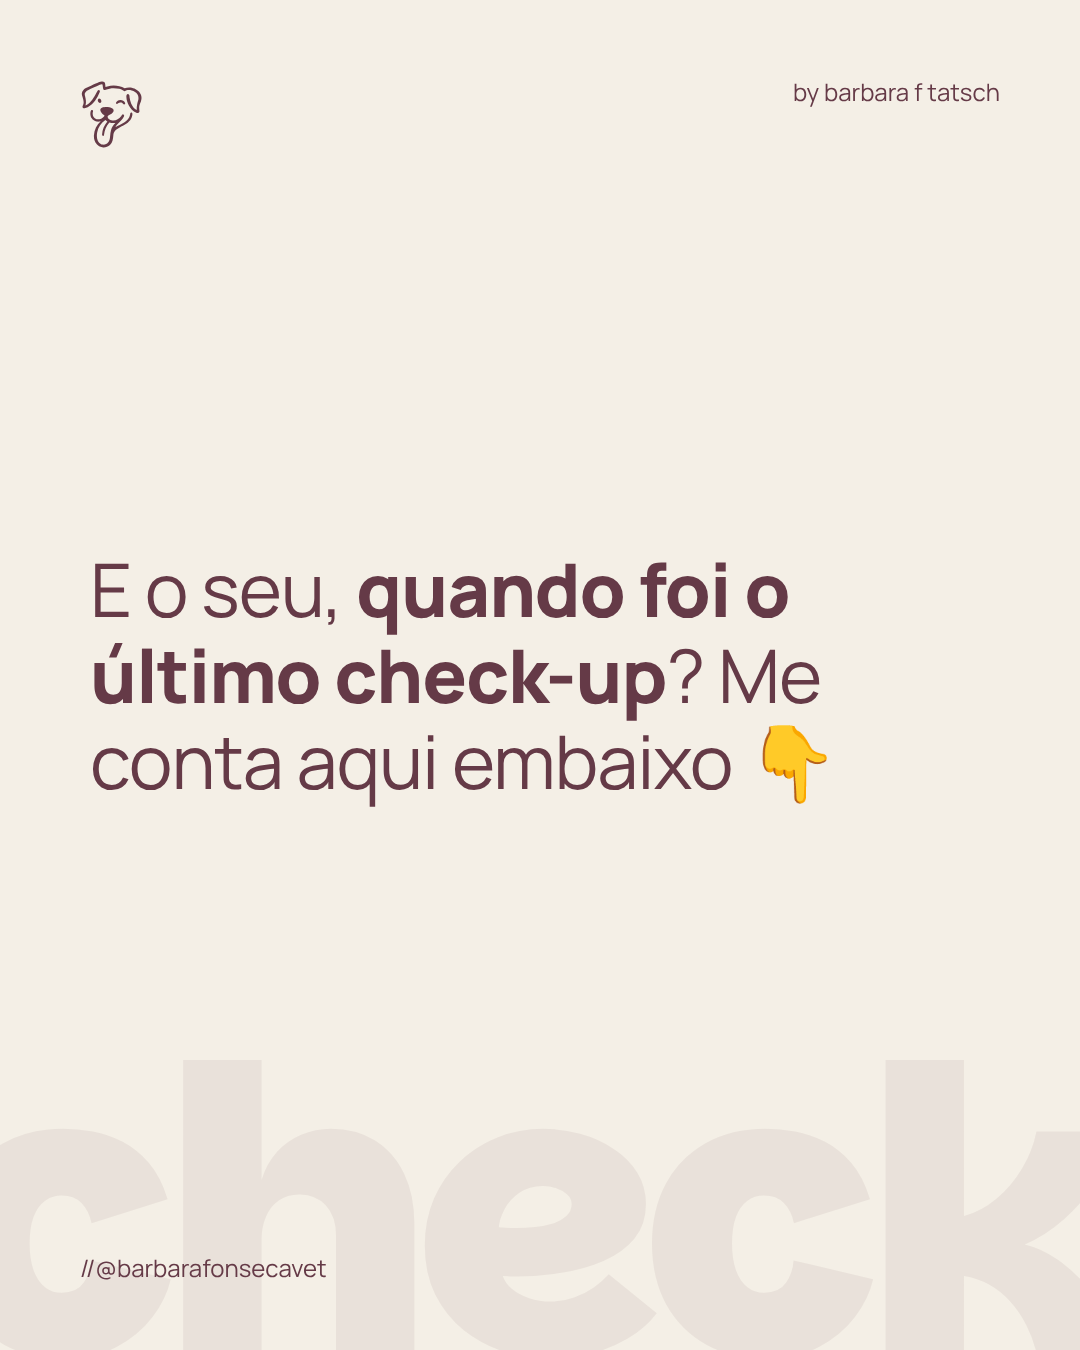 by barbara f tatsch
E o seu, quando foi o
último check-up? Me
conta aqui embaixo 👇
check
//@barbarafonsecavet